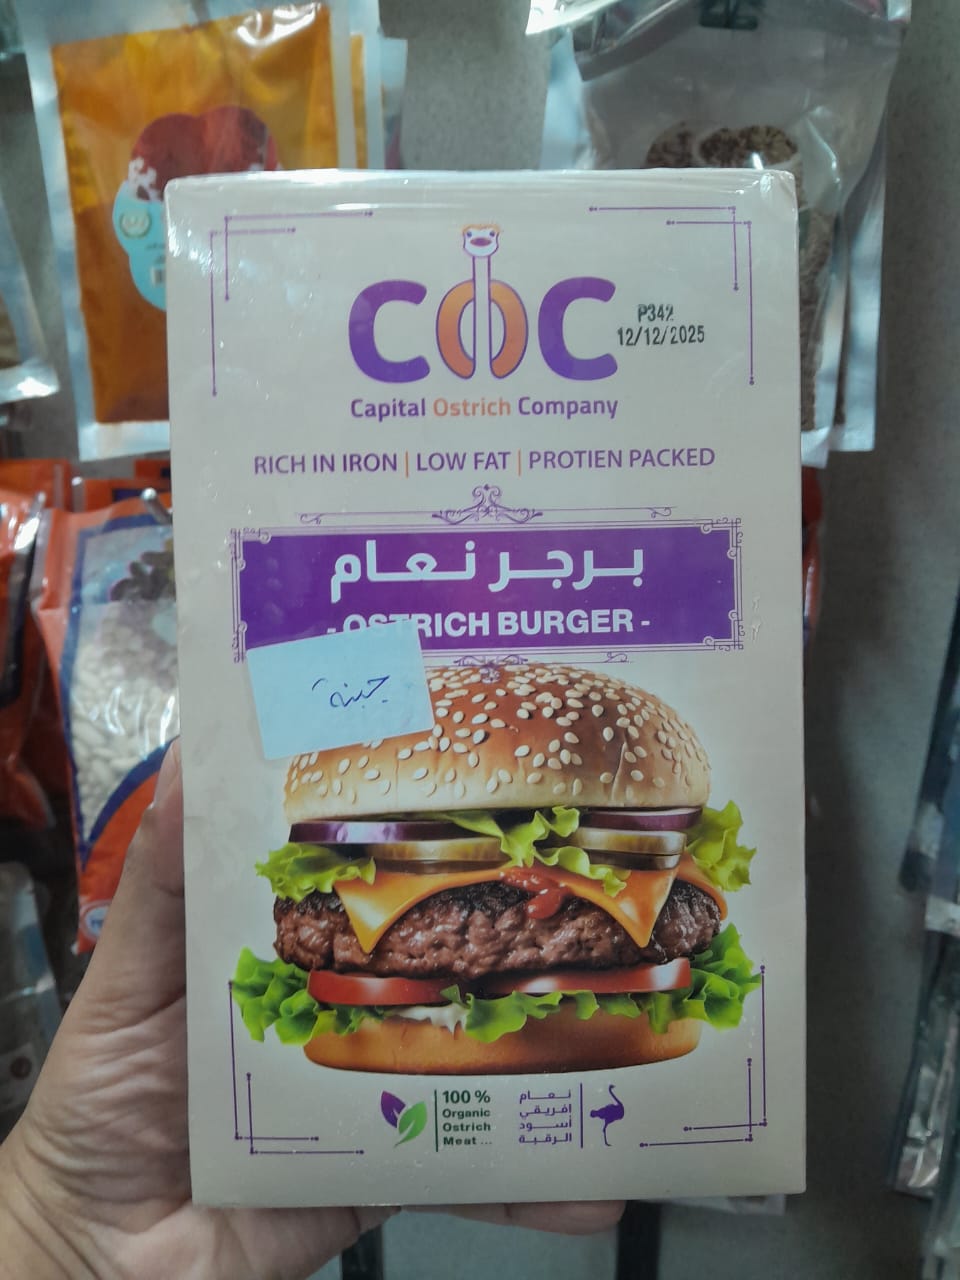 COC
P342
12/12/2025
Capital Ostrich Company
RICH IN IRON | LOW FAT | PROTIEN PACKED
برجر نعام
- OSTRICH BURGER -
جبنة
100 %
Organic
Ostrich
Meat ...
نعام
افريقي
أسود
الرقبة